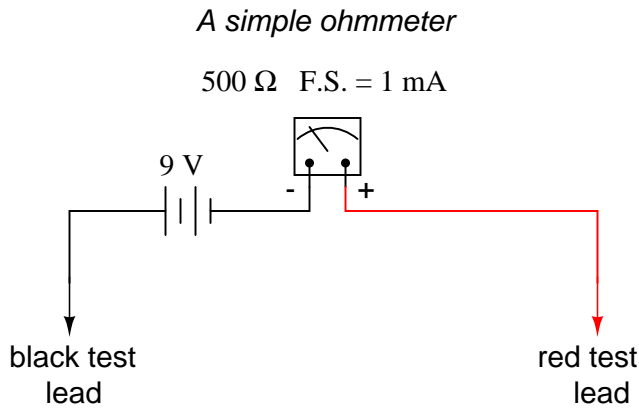 A simple ohmmeter
500 Ω F.S. = 1 mA
9 V
- +
black test
lead
red test
lead